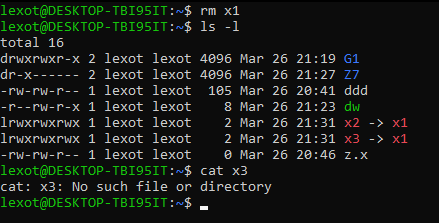 lexot@DESKTOP-TBI95IT:~$ rm x1
lexot@DESKTOP-TBI95IT:~$ ls -l
total 16
drwxrwxr-x 2 lexot lexot 4096 Mar 26 21:19 G1
dr-x------ 2 lexot lexot 4096 Mar 26 21:27 Z7
-rw-rw-r-- 1 lexot lexot  105 Mar 26 20:41 ddd
-r--rw-r-x 1 lexot lexot    8 Mar 26 21:23 dw
lrwxrwxrwx 1 lexot lexot    2 Mar 26 21:31 x2 -> x1
lrwxrwxrwx 1 lexot lexot    2 Mar 26 21:31 x3 -> x1
-rw-rw-r-- 1 lexot lexot    0 Mar 26 20:46 z.x
lexot@DESKTOP-TBI95IT:~$ cat x3
cat: x3: No such file or directory
lexot@DESKTOP-TBI95IT:~$